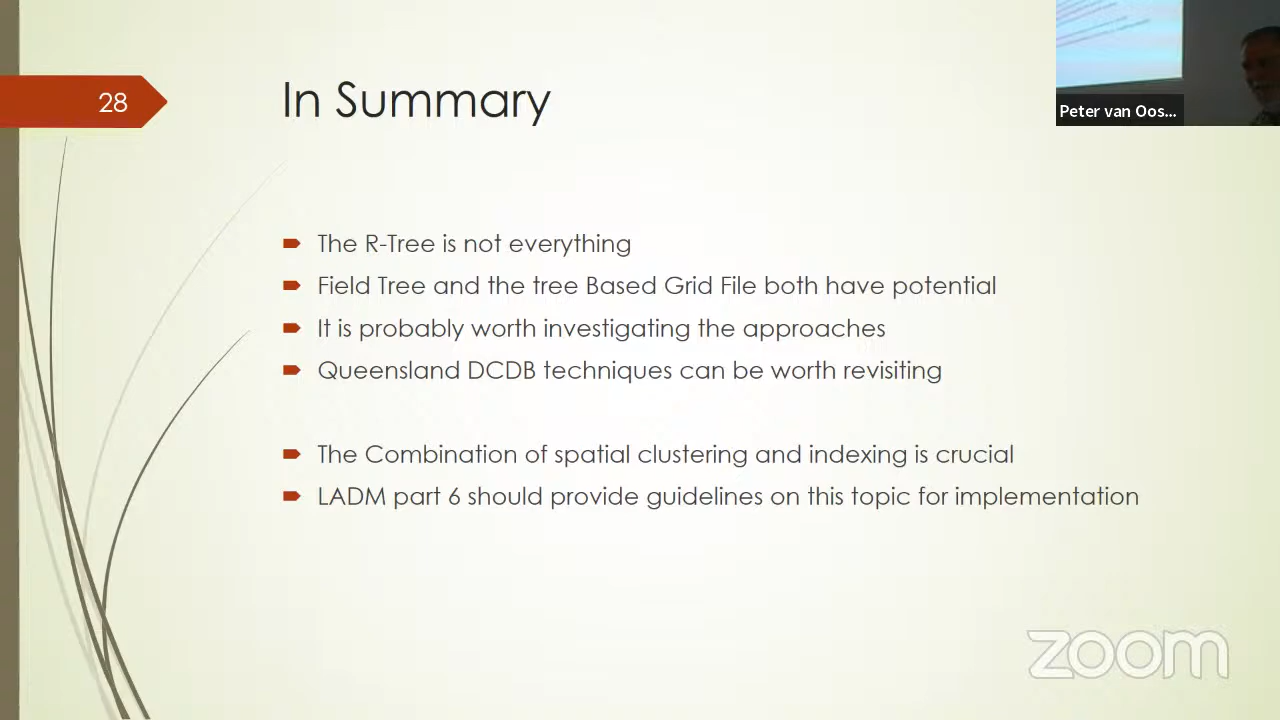 28
In Summary
Peter van Oos...
The R-Tree is not everything
Field Tree and the tree Based Grid File both have potential
It is probably worth investigating the approaches
Queensland DCDB techniques can be worth revisiting
The Combination of spatial clustering and indexing is crucial
LADM part 6 should provide guidelines on this topic for implementation
zoom